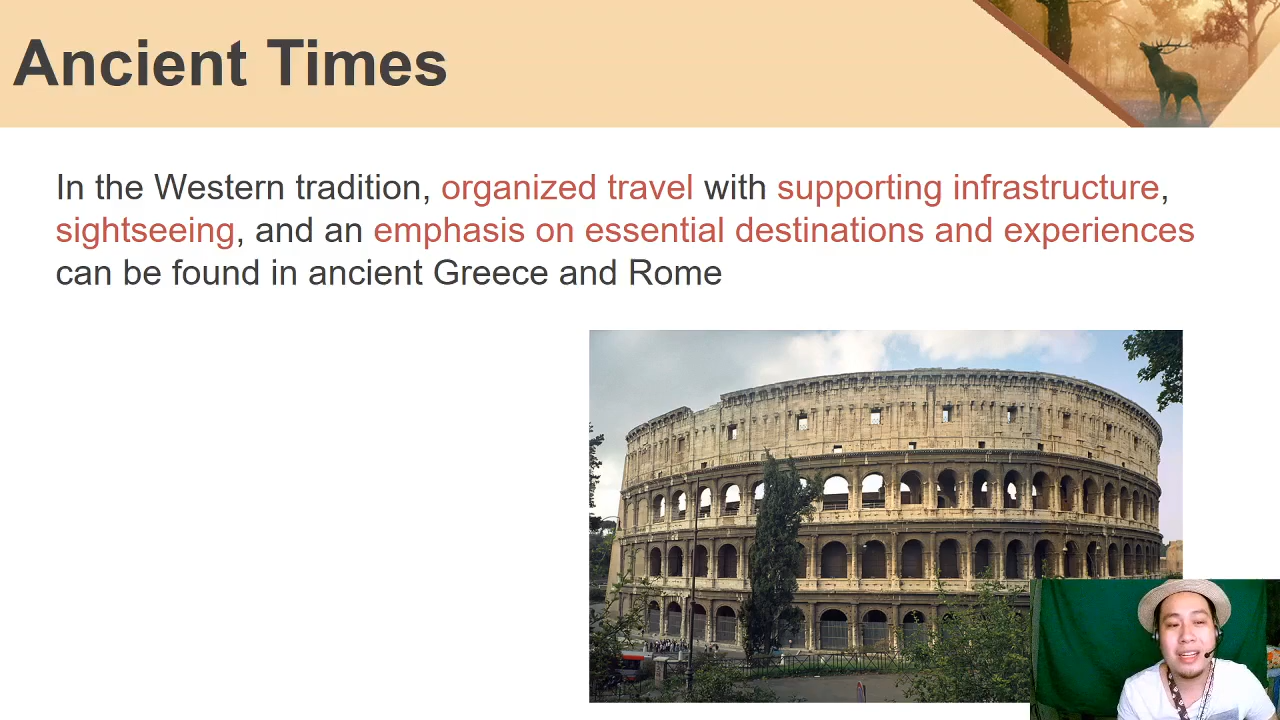 Ancient Times
In the Western tradition, organized travel with supporting infrastructure,
sightseeing, and an emphasis on essential destinations and experiences
can be found in ancient Greece and Rome